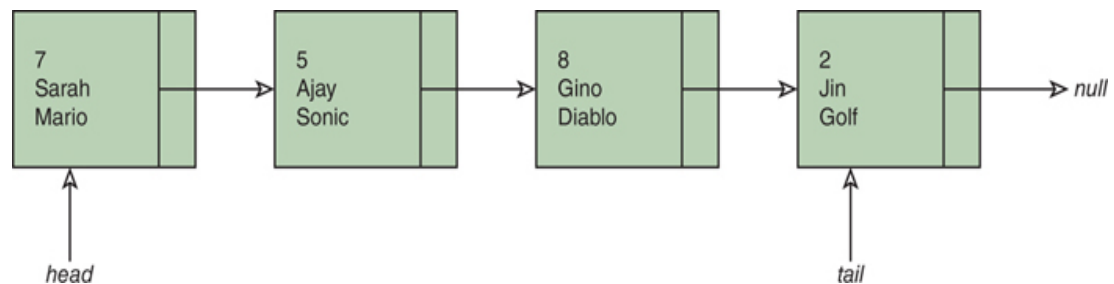 7
Sarah
Mario
5
Ajay
Sonic
8
Gino
Diablo
2
Jin
Golf
null
head
tail